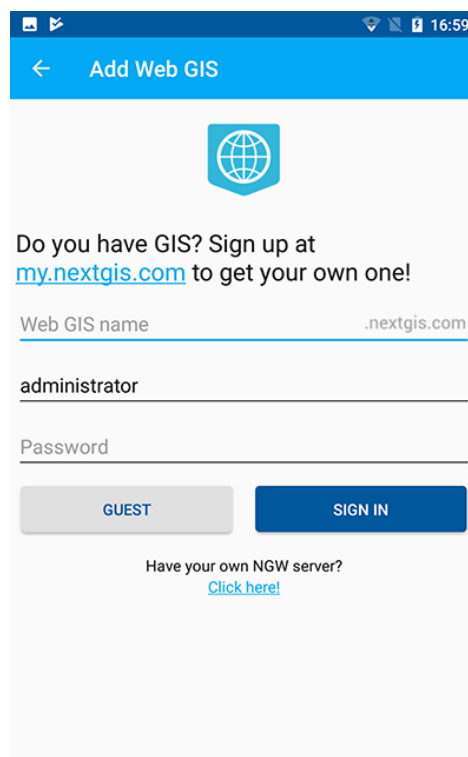 16:59
Add Web GIS
Do you have GIS? Sign up at
my.nextgis.com to get your own one!
Web GIS name .nextgis.com
administrator
Password
GUEST SIGN IN
Have your own NGW server?
Click here!